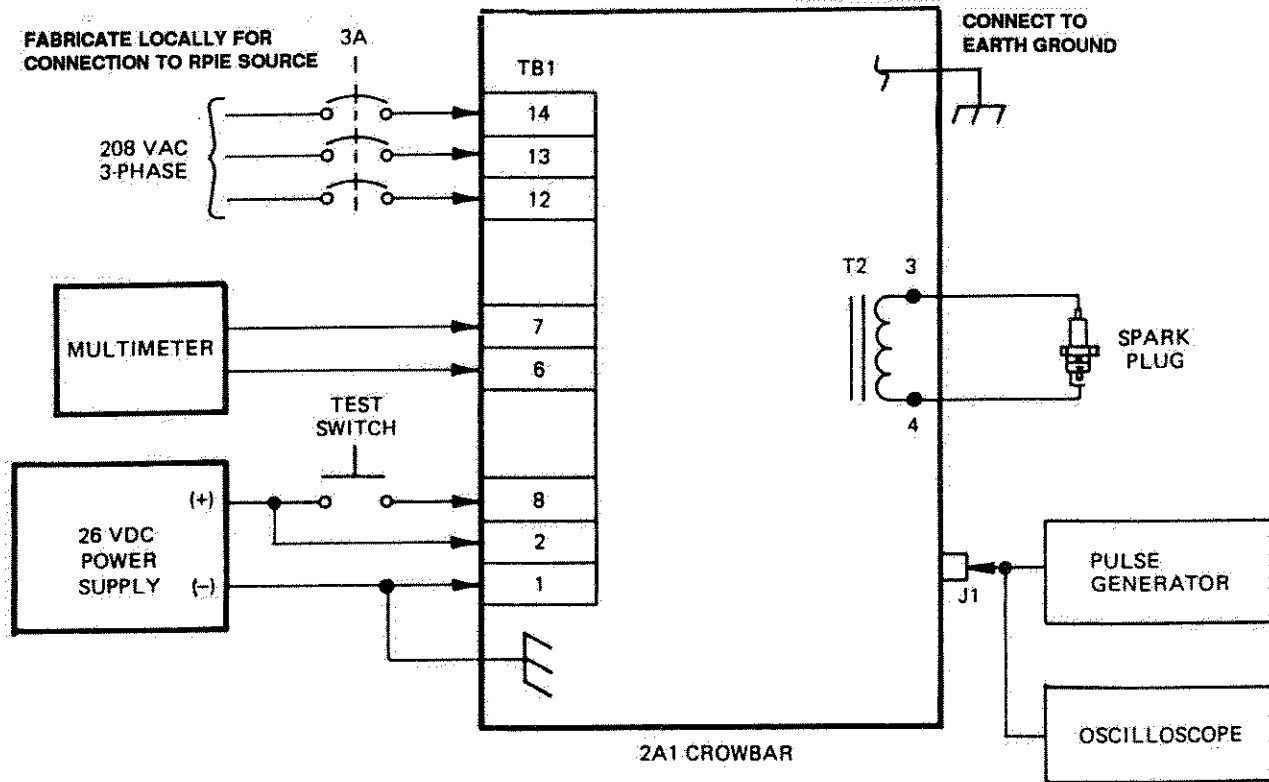 FABRICATE LOCALLY FOR
CONNECTION TO RPIE SOURCE
3A
CONNECT TO
EARTH GROUND
TB1
14
13
12
208 VAC
3-PHASE
7
6
MULTIMETER
T2
3
4
SPARK
PLUG
TEST
SWITCH
(+)
26 VDC
POWER
SUPPLY
(-)
8
2
1
J1
PULSE
GENERATOR
OSCILLOSCOPE
2A1 CROWBAR